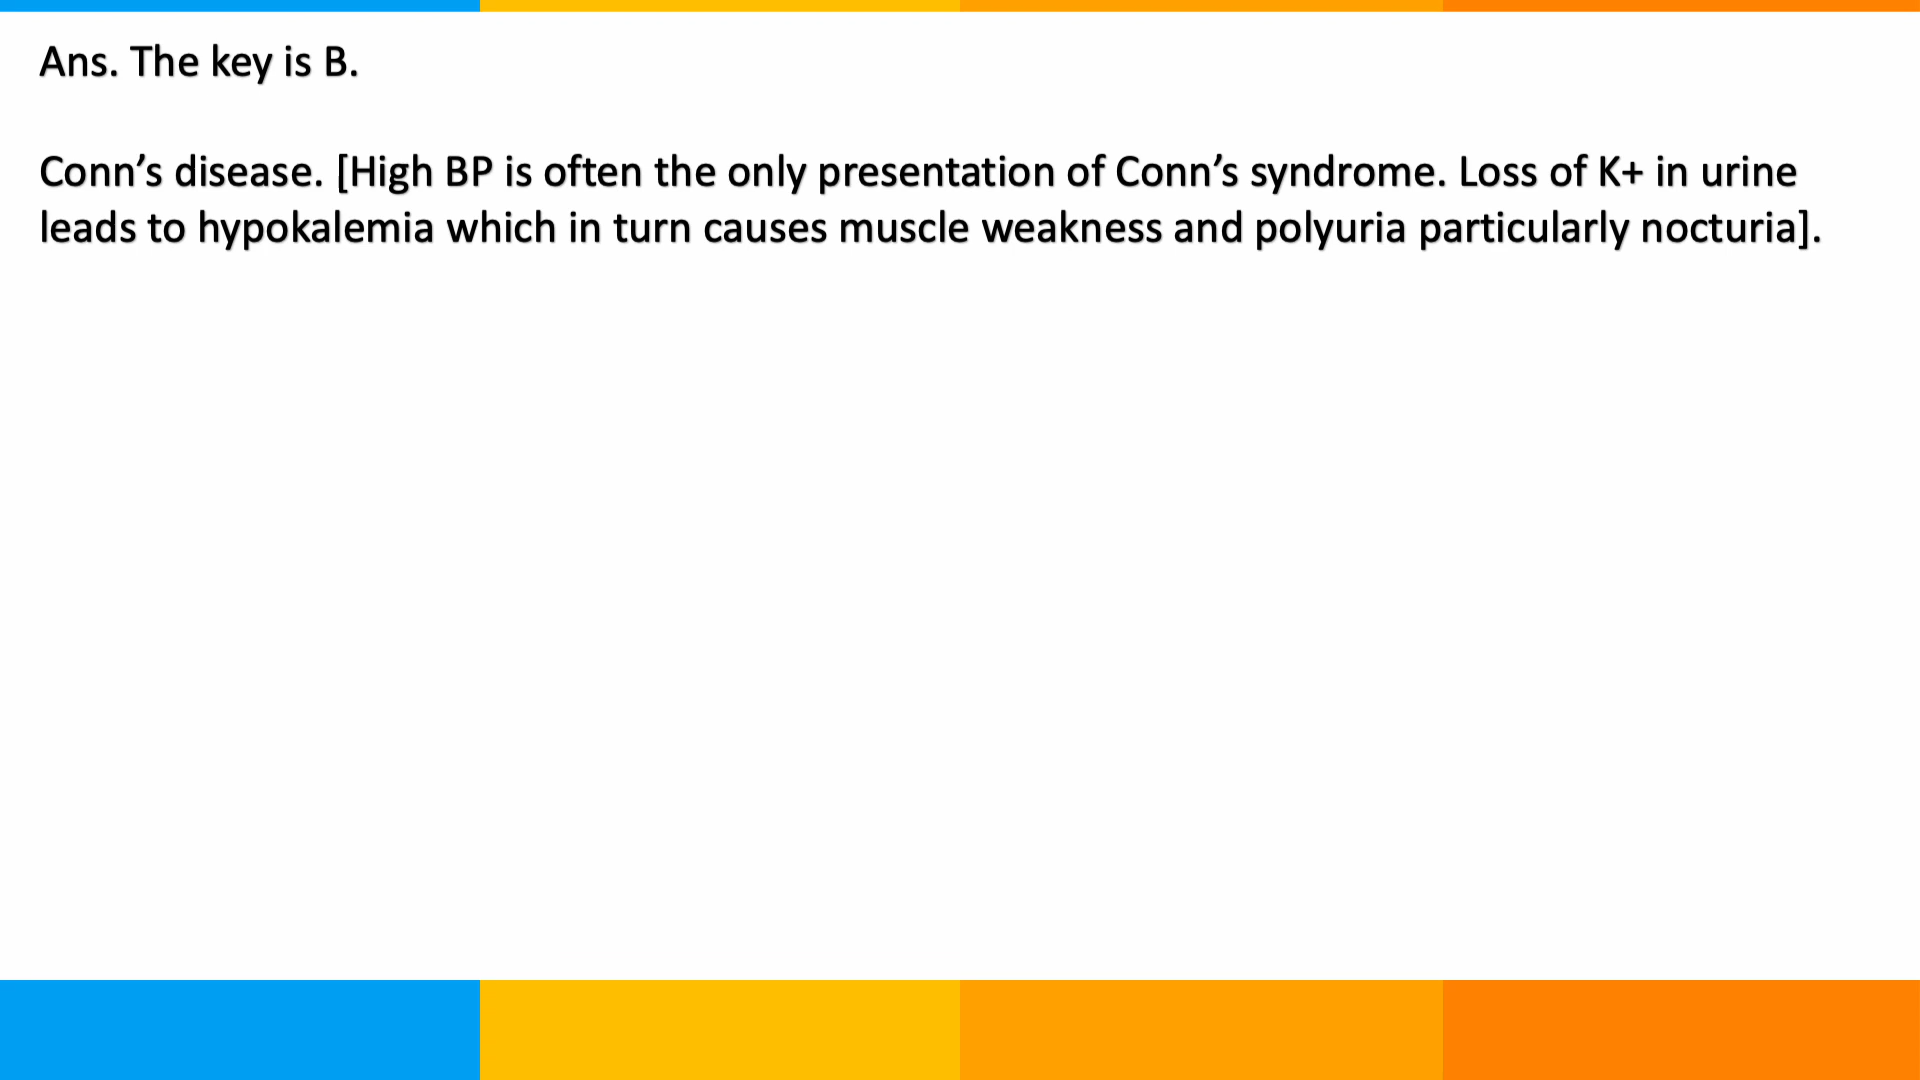 Ans. The key is B.
Conn’s disease. [High BP is often the only presentation of Conn’s syndrome. Loss of K+ in urine
leads to hypokalemia which in turn causes muscle weakness and polyuria particularly nocturia].